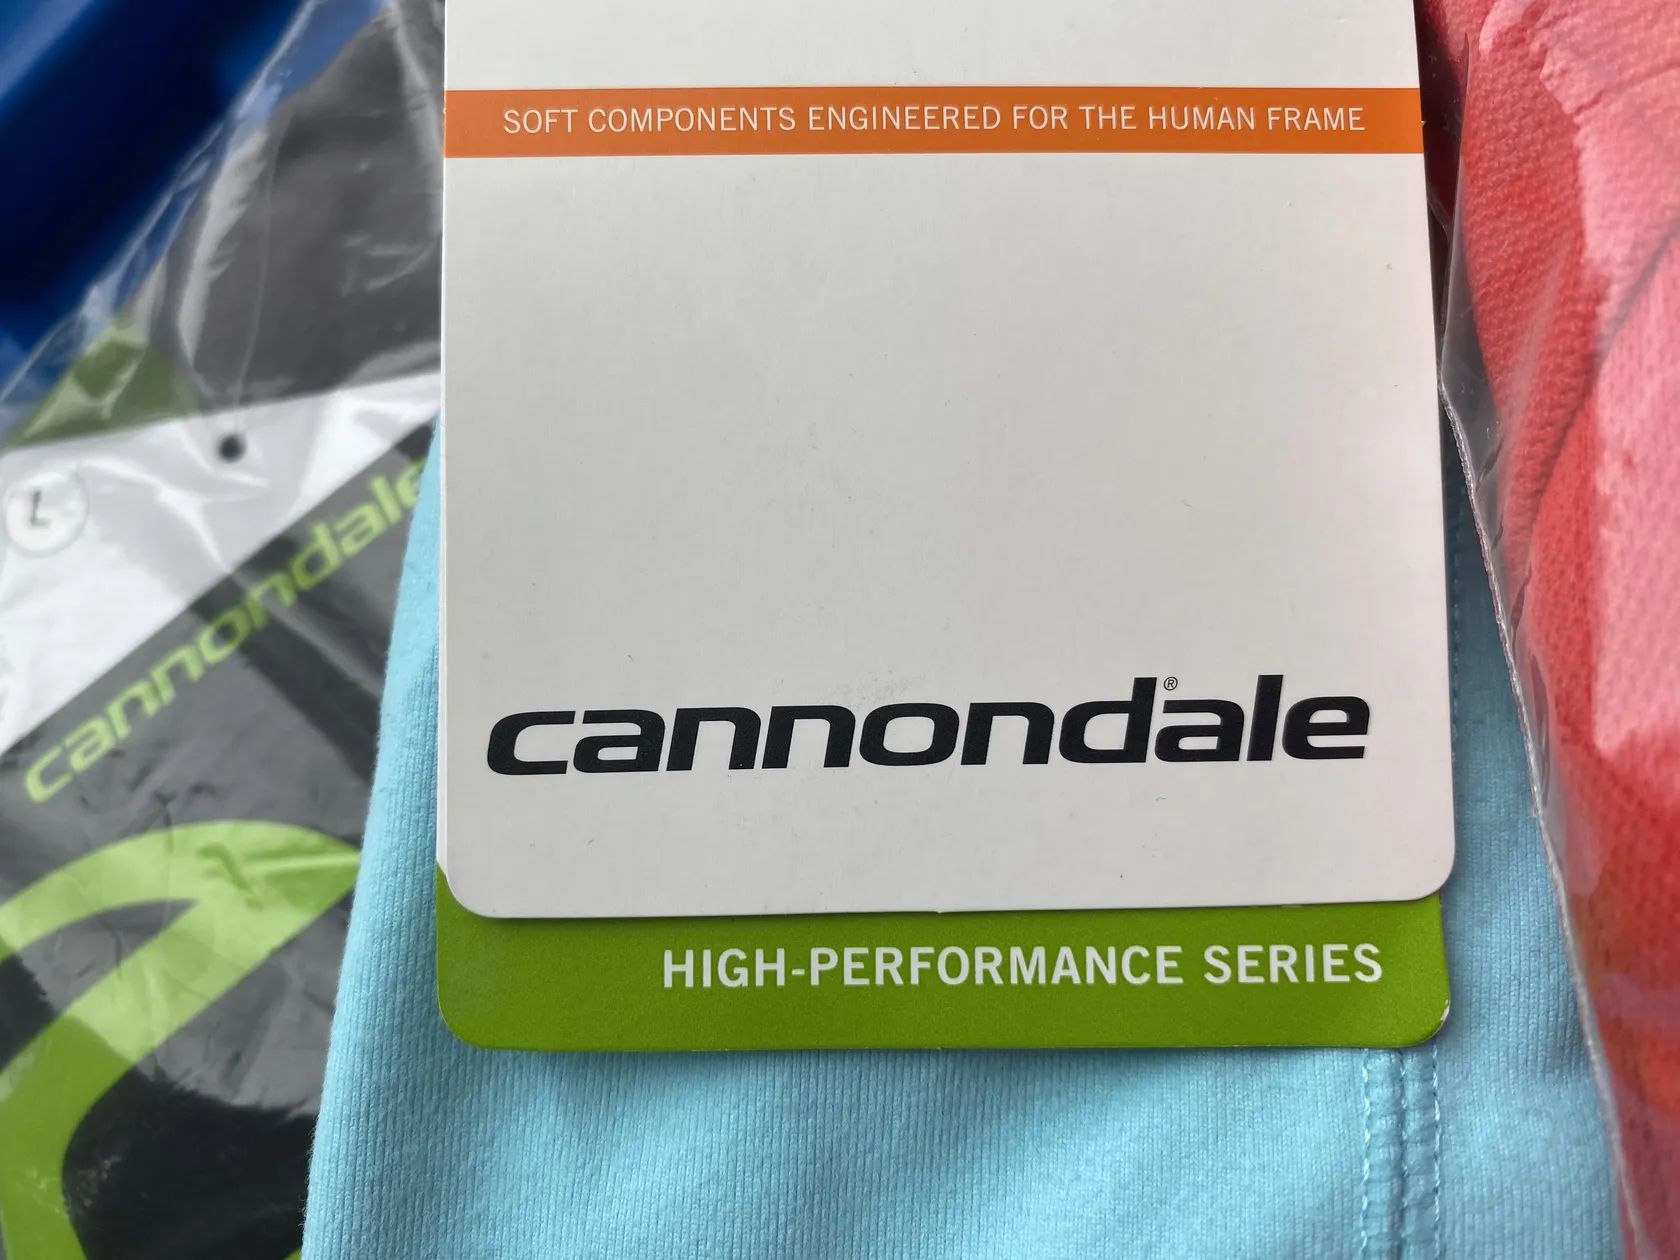 SOFT COMPONENTS ENGINEERED FOR THE HUMAN FRAME
L
cannondale
cannondale®
HIGH-PERFORMANCE SERIES